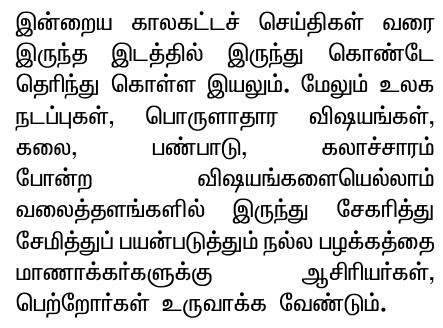 இன்றைய காலகட்டச் செய்திகள் வரை
இருந்த இடத்தில் இருந்து கொண்டே
தெரிந்து கொள்ள இயலும். மேலும் உலக
நடப்புகள், பொருளாதார விஷயங்கள்,
கலை, பண்பாடு, கலாச்சாரம்
போன்ற விஷயங்களையெல்லாம்
வலைத்தளங்களில் இருந்து சேகரித்து
சேமித்துப் பயன்படுத்தும் நல்ல பழக்கத்தை
மாணாக்கர்களுக்கு ஆசிரியர்கள்,
பெற்றோர்கள் உருவாக்க வேண்டும்.